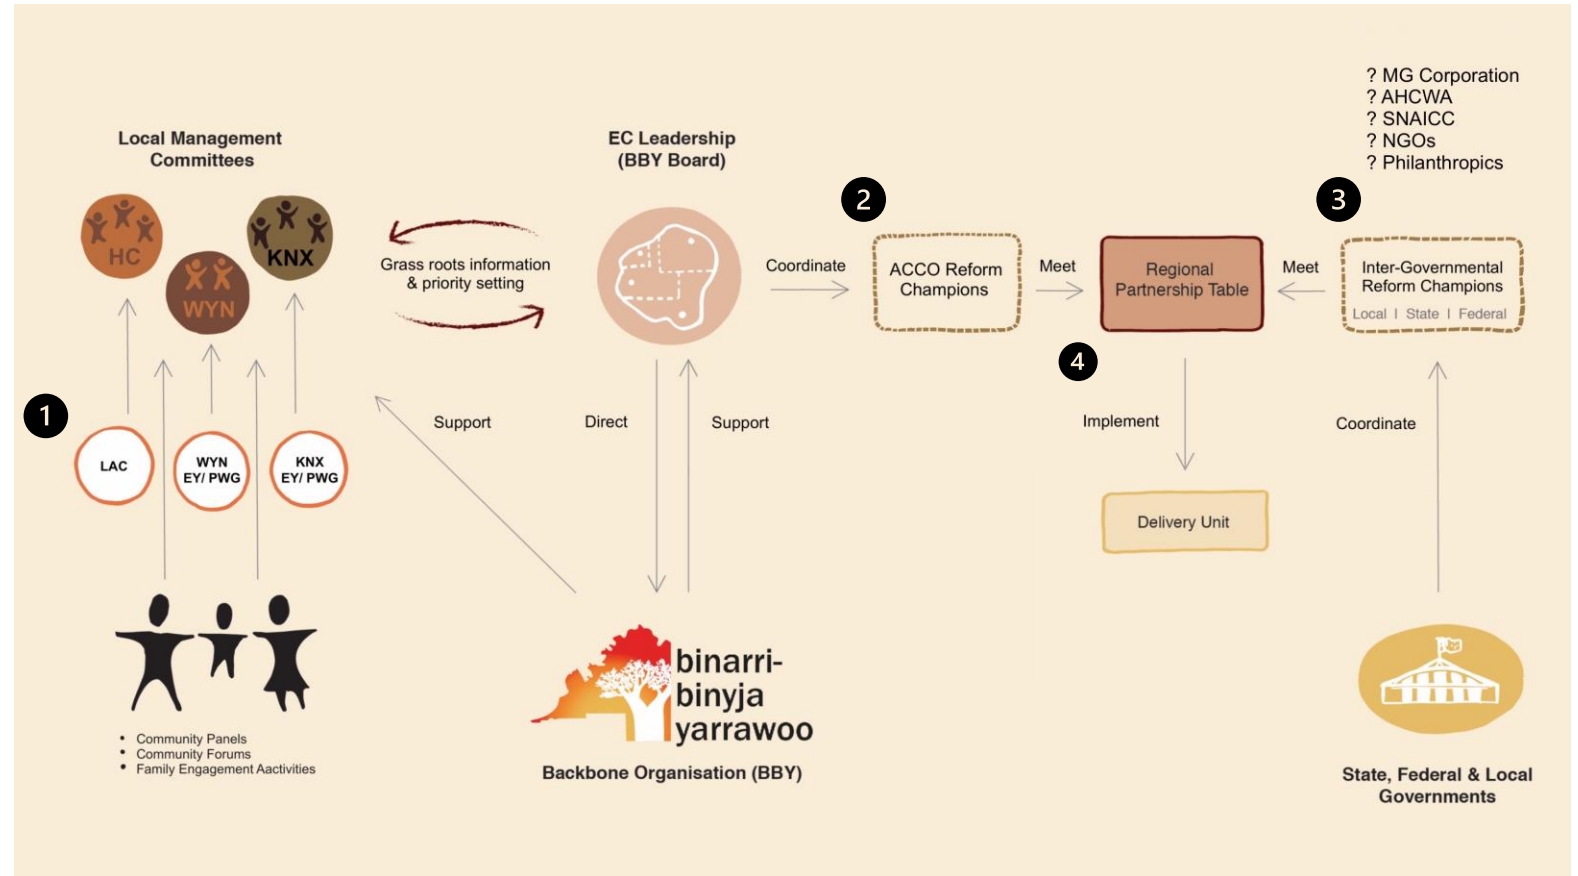 ? MG Corporation
? AHCWA
? SNAICC
? NGOs
? Philanthropics
Local Management
Committees
EC Leadership
(BBY Board)
HC
KNX
WYN
Grass roots information
& priority setting
Coordinate
2
ACCO Reform
Champions
Meet
Regional
Partnership Table
Meet
3
Inter-Governmental
Reform Champions
Local | State | Federal
4
1
LAC
WYN
EY/ PWG
KNX
EY/ PWG
Support
Direct
Support
Implement
Coordinate
Delivery Unit
binarri-
binyja
yarrawoo
Backbone Organisation (BBY)
• Community Panels
• Community Forums
• Family Engagement Aactivities
State, Federal & Local
Governments